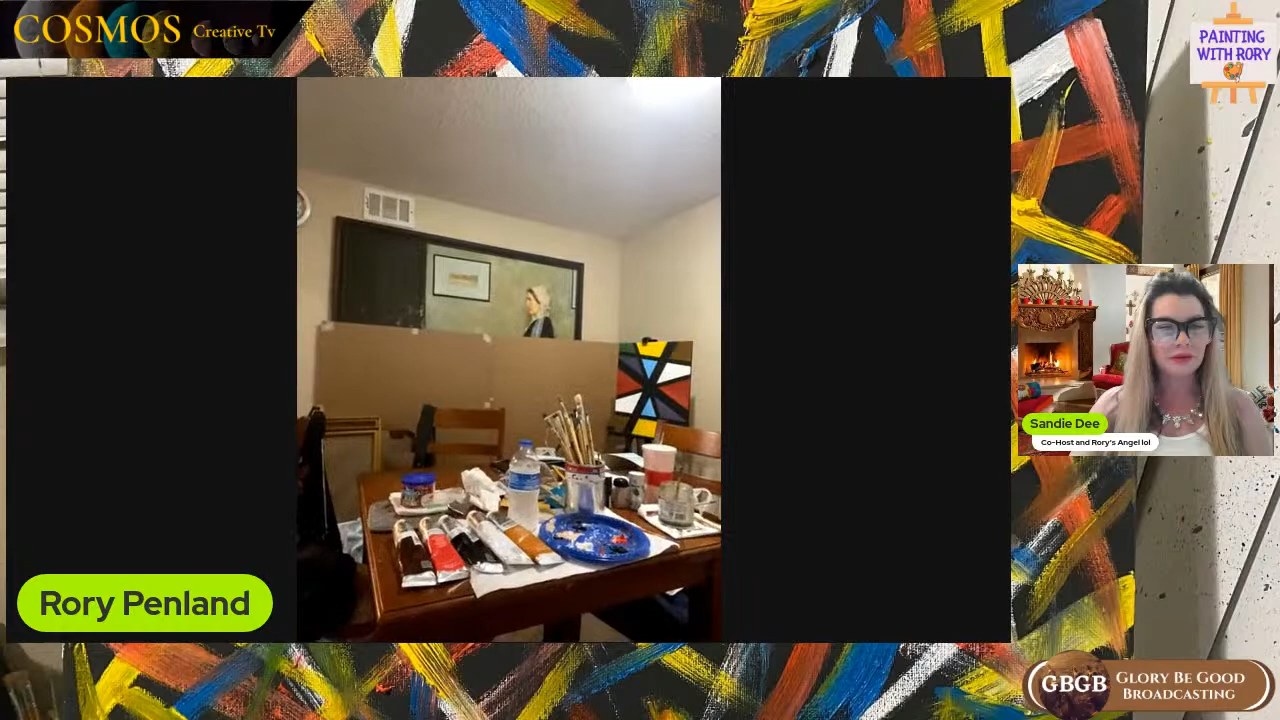 COSMOS Creative Tv
PAINTING
WITH RORY
Sandie Dee
Co-Host and Rory's Angel lol
Rory Penland
GBGB GLORY BE GOOD
BROADCASTING